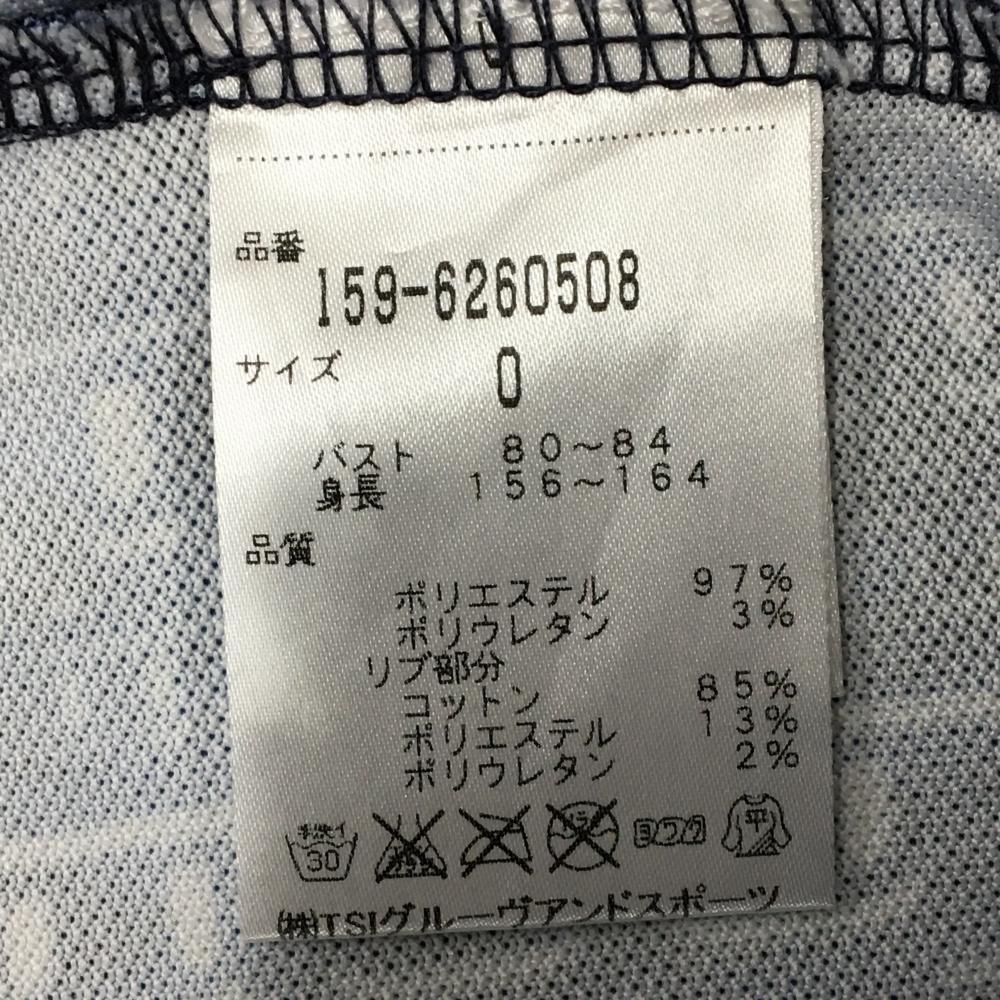 品番
159-6260508
サイズ 0
バスト 80～84
身長 156～164
品質
ポリエステル 97%
ポリウレタン 3%
リブ部分
コットン 85%
ポリエステル 13%
ポリウレタン 2%
手洗イ 30 平
(株)TSIグルーヴアンドスポーツ